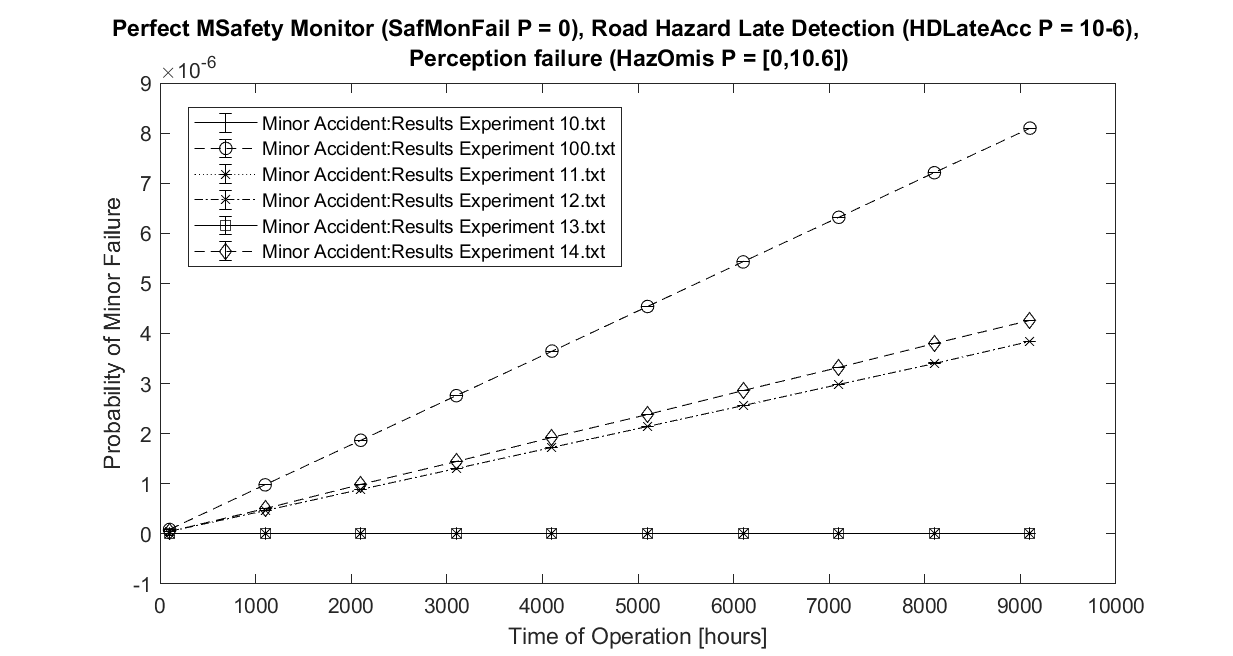 Perfect MSafety Monitor (SafMonFail P = 0), Road Hazard Late Detection (HDLateAcc P = 10-6),
Perception failure (HazOmis P = [0,10.6])
×10-6
9
8
7
6
5
4
3
2
1
0
-1
Probability of Minor Failure
Minor Accident:Results Experiment 10.txt
Minor Accident:Results Experiment 100.txt
Minor Accident:Results Experiment 11.txt
Minor Accident:Results Experiment 12.txt
Minor Accident:Results Experiment 13.txt
Minor Accident:Results Experiment 14.txt
0 1000 2000 3000 4000 5000 6000 7000 8000 9000 10000
Time of Operation [hours]